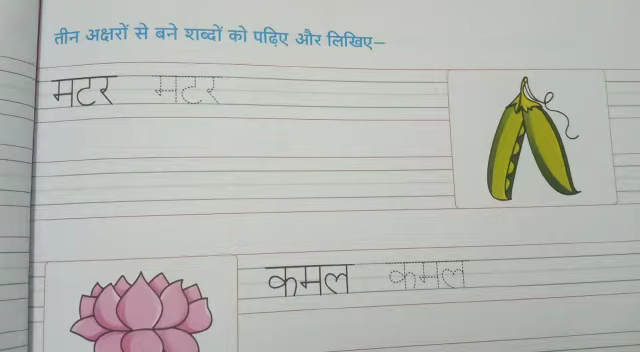 तीन अक्षरों से बने शब्दों को पढ़िए और लिखिए–
मटर मटर
कमल कमल